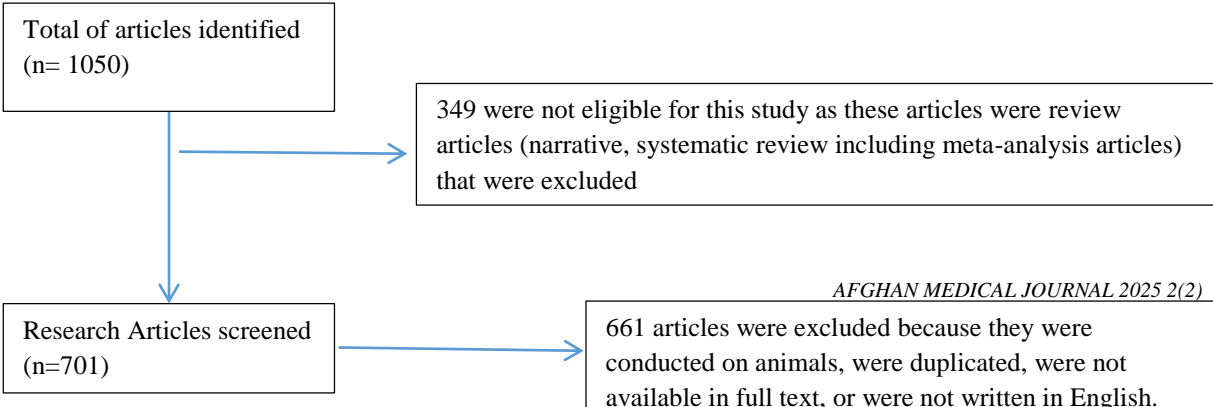 Total of articles identified
(n= 1050)
349 were not eligible for this study as these articles were review
articles (narrative, systematic review including meta-analysis articles)
that were excluded
AFGHAN MEDICAL JOURNAL 2025 2(2)
Research Articles screened
(n=701)
661 articles were excluded because they were
conducted on animals, were duplicated, were not
available in full text, or were not written in English.